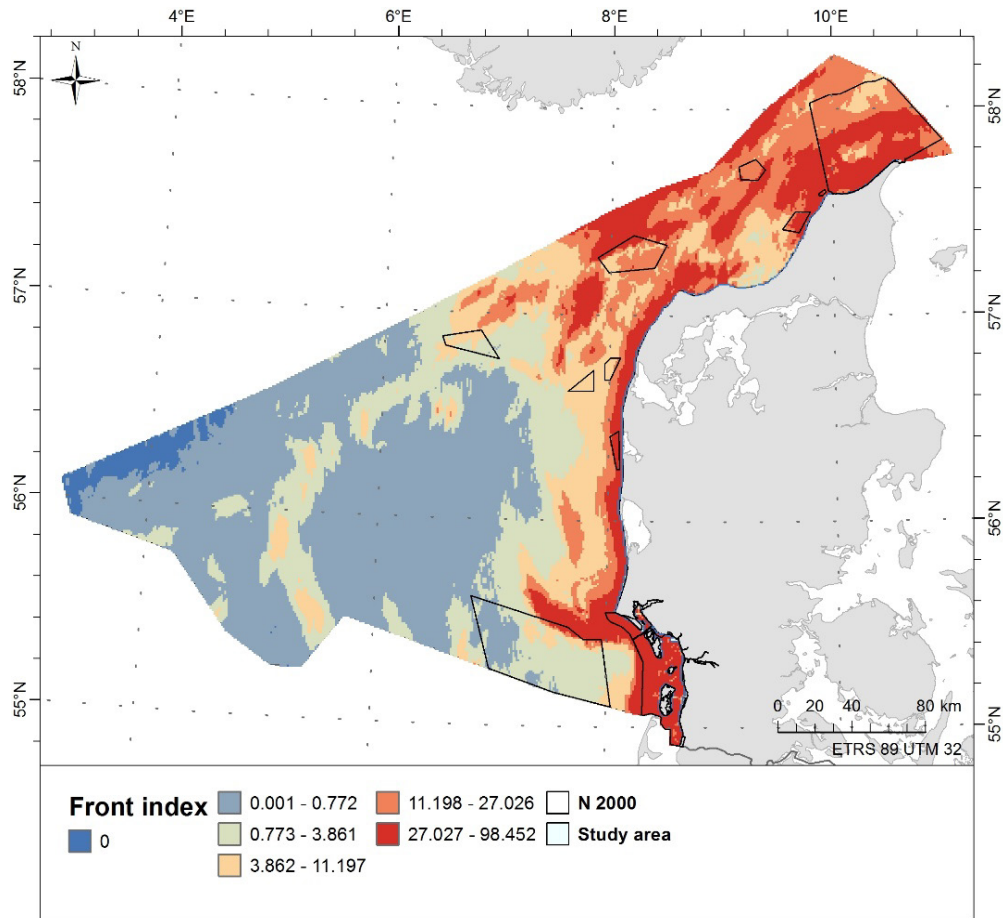 4°E 6°E 8°E 10°E
N
58°N 58°N
57°N 57°N
56°N 56°N
55°N 55°N
0 20 40 80 km
ETRS 89 UTM 32
Front index
0
0.001 - 0.772
0.773 - 3.861
3.862 - 11.197
11.198 - 27.026
27.027 - 98.452
N 2000
Study area